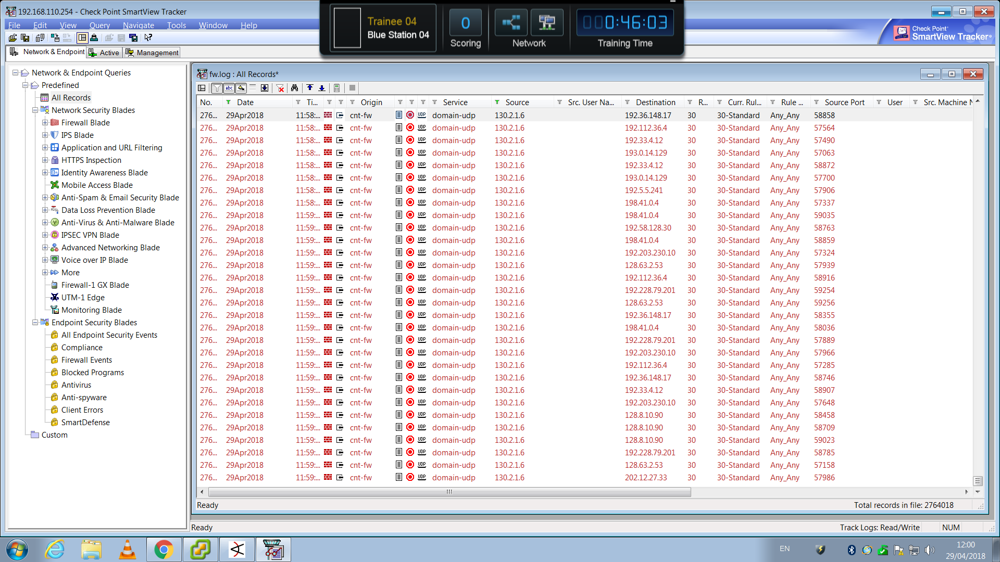 192.168.110.254 - Check Point SmartView Tracker
File Edit View Query Navigate Tools Window Help
Trainee 04
Blue Station 04
0
Scoring
Network
000:46:03
Training Time
Check Point
SmartView Tracker
Network & Endpoint Active Management
Network & Endpoint Queries
Predefined
All Records
Network Security Blades
Firewall Blade
IPS Blade
Application and URL Filtering
HTTPS Inspection
Identity Awareness Blade
Mobile Access Blade
Anti-Spam & Email Security Blade
Data Loss Prevention Blade
Anti-Virus & Anti-Malware Blade
IPSEC VPN Blade
Advanced Networking Blade
Voice over IP Blade
More
Firewall-1 GX Blade
UTM-1 Edge
Monitoring Blade
Endpoint Security Blades
All Endpoint Security Events
Compliance
Firewall Events
Blocked Programs
Antivirus
Anti-spyware
Client Errors
SmartDefense
Custom
fw.log : All Records*
abc
No. Date Ti... Origin Service Source Src. User Na... Destination R... Curr. Rul... Rule ... Source Port User Src. Machine N
276... 29Apr2018 11:58:... cnt-fw UDP domain-udp 130.2.1.6 192.36.148.17 30 30-Standard Any_Any 58858
276... 29Apr2018 11:58:... cnt-fw UDP domain-udp 130.2.1.6 192.112.36.4 30 30-Standard Any_Any 57564
276... 29Apr2018 11:58:... cnt-fw UDP domain-udp 130.2.1.6 192.33.4.12 30 30-Standard Any_Any 57490
276... 29Apr2018 11:58:... cnt-fw UDP domain-udp 130.2.1.6 193.0.14.129 30 30-Standard Any_Any 57063
276... 29Apr2018 11:58:... cnt-fw UDP domain-udp 130.2.1.6 192.33.4.12 30 30-Standard Any_Any 58872
276... 29Apr2018 11:58:... cnt-fw UDP domain-udp 130.2.1.6 193.0.14.129 30 30-Standard Any_Any 57700
276... 29Apr2018 11:58:... cnt-fw UDP domain-udp 130.2.1.6 192.5.5.241 30 30-Standard Any_Any 57906
276... 29Apr2018 11:58:... cnt-fw UDP domain-udp 130.2.1.6 198.41.0.4 30 30-Standard Any_Any 57337
276... 29Apr2018 11:59:... cnt-fw UDP domain-udp 130.2.1.6 198.41.0.4 30 30-Standard Any_Any 59035
276... 29Apr2018 11:59:... cnt-fw UDP domain-udp 130.2.1.6 192.58.128.30 30 30-Standard Any_Any 58763
276... 29Apr2018 11:59:... cnt-fw UDP domain-udp 130.2.1.6 198.41.0.4 30 30-Standard Any_Any 58859
276... 29Apr2018 11:59:... cnt-fw UDP domain-udp 130.2.1.6 192.203.230.10 30 30-Standard Any_Any 57324
276... 29Apr2018 11:59:... cnt-fw UDP domain-udp 130.2.1.6 128.63.2.53 30 30-Standard Any_Any 57939
276... 29Apr2018 11:59:... cnt-fw UDP domain-udp 130.2.1.6 192.112.36.4 30 30-Standard Any_Any 58916
276... 29Apr2018 11:59:... cnt-fw UDP domain-udp 130.2.1.6 192.228.79.201 30 30-Standard Any_Any 59254
276... 29Apr2018 11:59:... cnt-fw UDP domain-udp 130.2.1.6 128.63.2.53 30 30-Standard Any_Any 59256
276... 29Apr2018 11:59:... cnt-fw UDP domain-udp 130.2.1.6 192.36.148.17 30 30-Standard Any_Any 58355
276... 29Apr2018 11:59:... cnt-fw UDP domain-udp 130.2.1.6 198.41.0.4 30 30-Standard Any_Any 58036
276... 29Apr2018 11:59:... cnt-fw UDP domain-udp 130.2.1.6 192.228.79.201 30 30-Standard Any_Any 57889
276... 29Apr2018 11:59:... cnt-fw UDP domain-udp 130.2.1.6 192.203.230.10 30 30-Standard Any_Any 57966
276... 29Apr2018 11:59:... cnt-fw UDP domain-udp 130.2.1.6 192.112.36.4 30 30-Standard Any_Any 57285
276... 29Apr2018 11:59:... cnt-fw UDP domain-udp 130.2.1.6 192.36.148.17 30 30-Standard Any_Any 58746
276... 29Apr2018 11:59:... cnt-fw UDP domain-udp 130.2.1.6 192.33.4.12 30 30-Standard Any_Any 58907
276... 29Apr2018 11:59:... cnt-fw UDP domain-udp 130.2.1.6 192.203.230.10 30 30-Standard Any_Any 57648
276... 29Apr2018 11:59:... cnt-fw UDP domain-udp 130.2.1.6 128.8.10.90 30 30-Standard Any_Any 58458
276... 29Apr2018 11:59:... cnt-fw UDP domain-udp 130.2.1.6 128.8.10.90 30 30-Standard Any_Any 58709
276... 29Apr2018 11:59:... cnt-fw UDP domain-udp 130.2.1.6 128.8.10.90 30 30-Standard Any_Any 59023
276... 29Apr2018 11:59:... cnt-fw UDP domain-udp 130.2.1.6 192.228.79.201 30 30-Standard Any_Any 58785
276... 29Apr2018 11:59:... cnt-fw UDP domain-udp 130.2.1.6 128.63.2.53 30 30-Standard Any_Any 57158
276... 29Apr2018 11:59:... cnt-fw UDP domain-udp 130.2.1.6 202.12.27.33 30 30-Standard Any_Any 57986
Ready Total records in file: 2764018
Ready Track Logs: Read/Write NUM
EN
12:00
29/04/2018